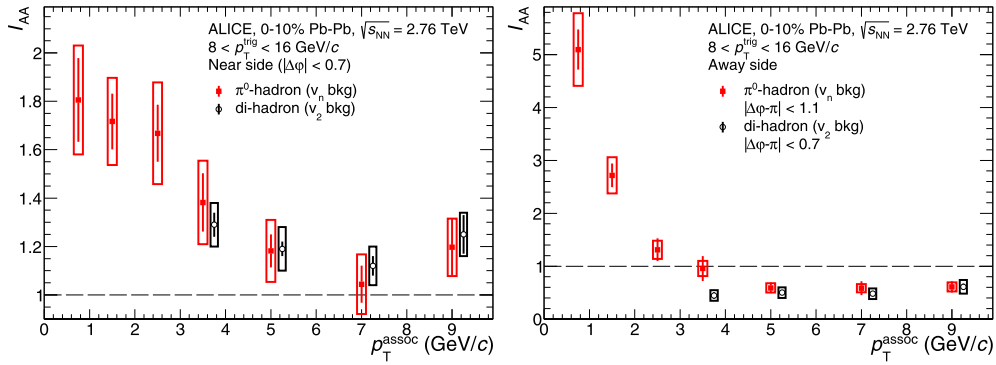 I_AA
2
1.8
1.6
1.4
1.2
1
0 1 2 3 4 5 6 7 8 9
p_T^assoc (GeV/c)
ALICE, 0-10% Pb-Pb, √s_NN = 2.76 TeV
8 < p_T^trig < 16 GeV/c
Near side (|Δφ| < 0.7)
π⁰-hadron (v_n bkg)
di-hadron (v_2 bkg)
I_AA
5
4
3
2
1
0
0 1 2 3 4 5 6 7 8 9
p_T^assoc (GeV/c)
ALICE, 0-10% Pb-Pb, √s_NN = 2.76 TeV
8 < p_T^trig < 16 GeV/c
Away side
π⁰-hadron (v_n bkg)
|Δφ-π| < 1.1
di-hadron (v_2 bkg)
|Δφ-π| < 0.7